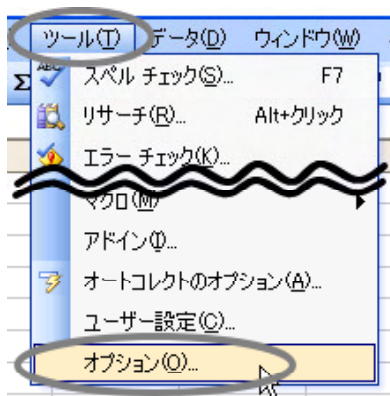 ツール(T) データ(D) ウィンドウ(W)
Σ
ABC スペル チェック(S)... F7
リサーチ(R)... Alt+クリック
エラー チェック(K)...
マクロ(M)
アドイン(I)...
オートコレクトのオプション(A)...
ユーザー設定(C)...
オプション(O)...